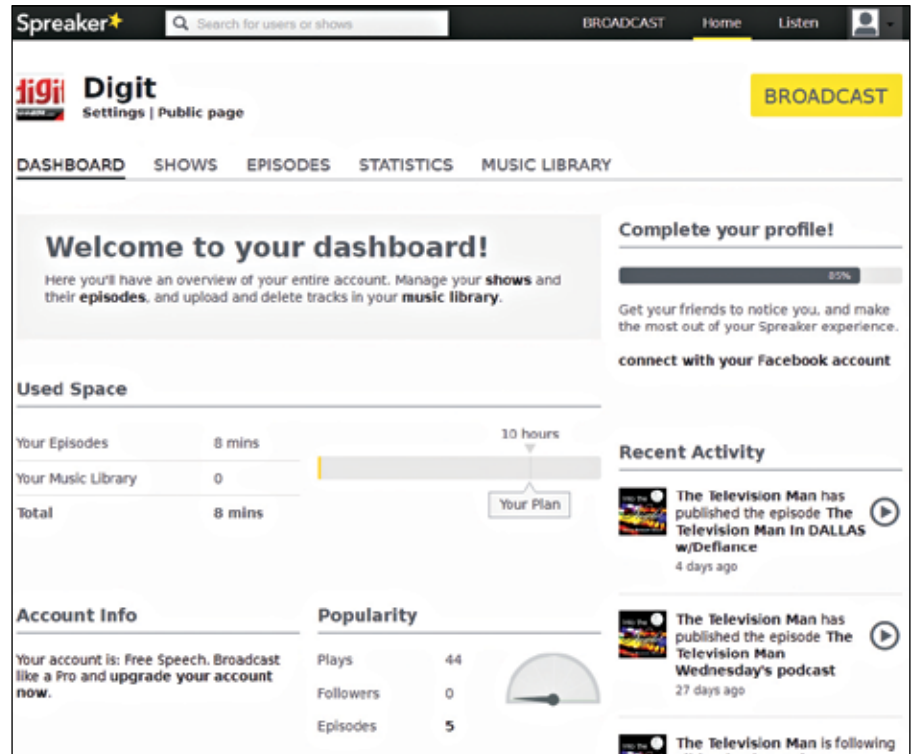 Spreaker
Search for users or shows
BROADCAST Home Listen
digit
Digit
Settings | Public page
BROADCAST
DASHBOARD SHOWS EPISODES STATISTICS MUSIC LIBRARY
Welcome to your dashboard!
Here you'll have an overview of your entire account. Manage your shows and
their episodes, and upload and delete tracks in your music library.
Used Space
Your Episodes 8 mins
Your Music Library 0
Total 8 mins
10 hours
Your Plan
Account Info
Your account is: Free Speech. Broadcast
like a Pro and upgrade your account
now.
Popularity
Plays 44
Followers 0
Episodes 5
Complete your profile!
85%
Get your friends to notice you, and make
the most out of your Spreaker experience.
connect with your Facebook account
Recent Activity
The Television Man has
published the episode The
Television Man In DALLAS
w/Defiance
4 days ago
The Television Man has
published the episode The
Television Man
Wednesday's podcast
27 days ago
The Television Man is following